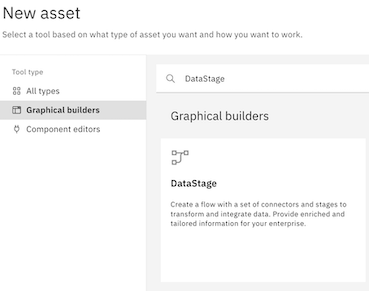 New asset
Select a tool based on what type of asset you want and how you want to work.
Tool type
All types
Graphical builders
Component editors
DataStage
Graphical builders
DataStage
Create a flow with a set of connectors and stages to
transform and integrate data. Provide enriched and
tailored information for your enterprise.